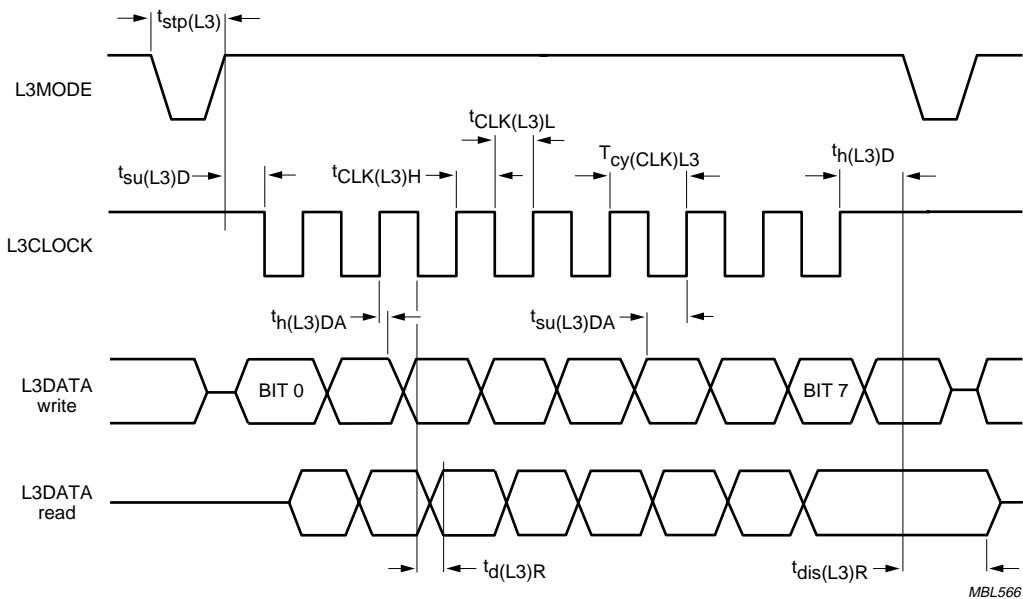 tstp(L3)
L3MODE
tCLK(L3)L
tsu(L3)D
tCLK(L3)H
Tcy(CLK)L3
th(L3)D
L3CLOCK
th(L3)DA
tsu(L3)DA
L3DATA
write
BIT 0
BIT 7
L3DATA
read
td(L3)R
tdis(L3)R
MBL566